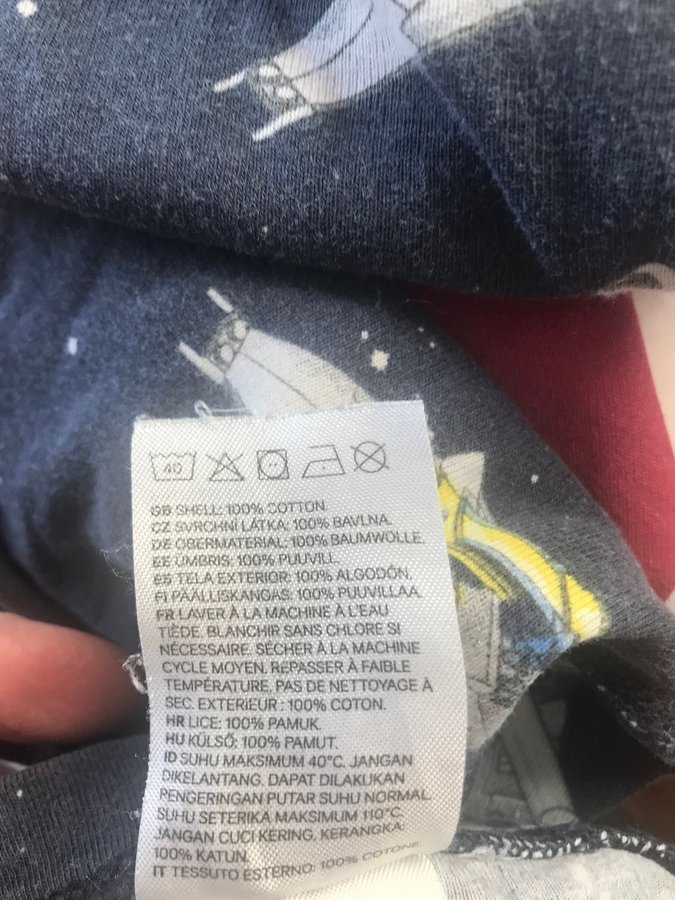 40
GB SHELL: 100% COTTON.
CZ SVRCHNÍ LÁTKA: 100% BAVLNA.
DE OBERMATERIAL: 100% BAUMWOLLE.
EE ÜMBRIS: 100% PUUVILL.
ES TELA EXTERIOR: 100% ALGODÓN.
FI PÄÄLLISKANGAS: 100% PUUVILLAA.
FR LAVER À LA MACHINE À L'EAU
TIÈDE. BLANCHIR SANS CHLORE SI
NÉCESSAIRE. SÉCHER À LA MACHINE
CYCLE MOYEN. REPASSER À FAIBLE
TEMPÉRATURE. PAS DE NETTOYAGE À
SEC. EXTERIEUR : 100% COTON.
HR LICE: 100% PAMUK.
HU KÜLSŐ: 100% PAMUT.
ID SUHU MAKSIMUM 40°C. JANGAN
DIKELANTANG. DAPAT DILAKUKAN
PENGERINGAN PUTAR SUHU NORMAL.
SUHU SETERIKA MAKSIMUM 110°C.
JANGAN CUCI KERING. KERANGKA:
100% KATUN.
IT TESSUTO ESTERNO: 100% COTONE